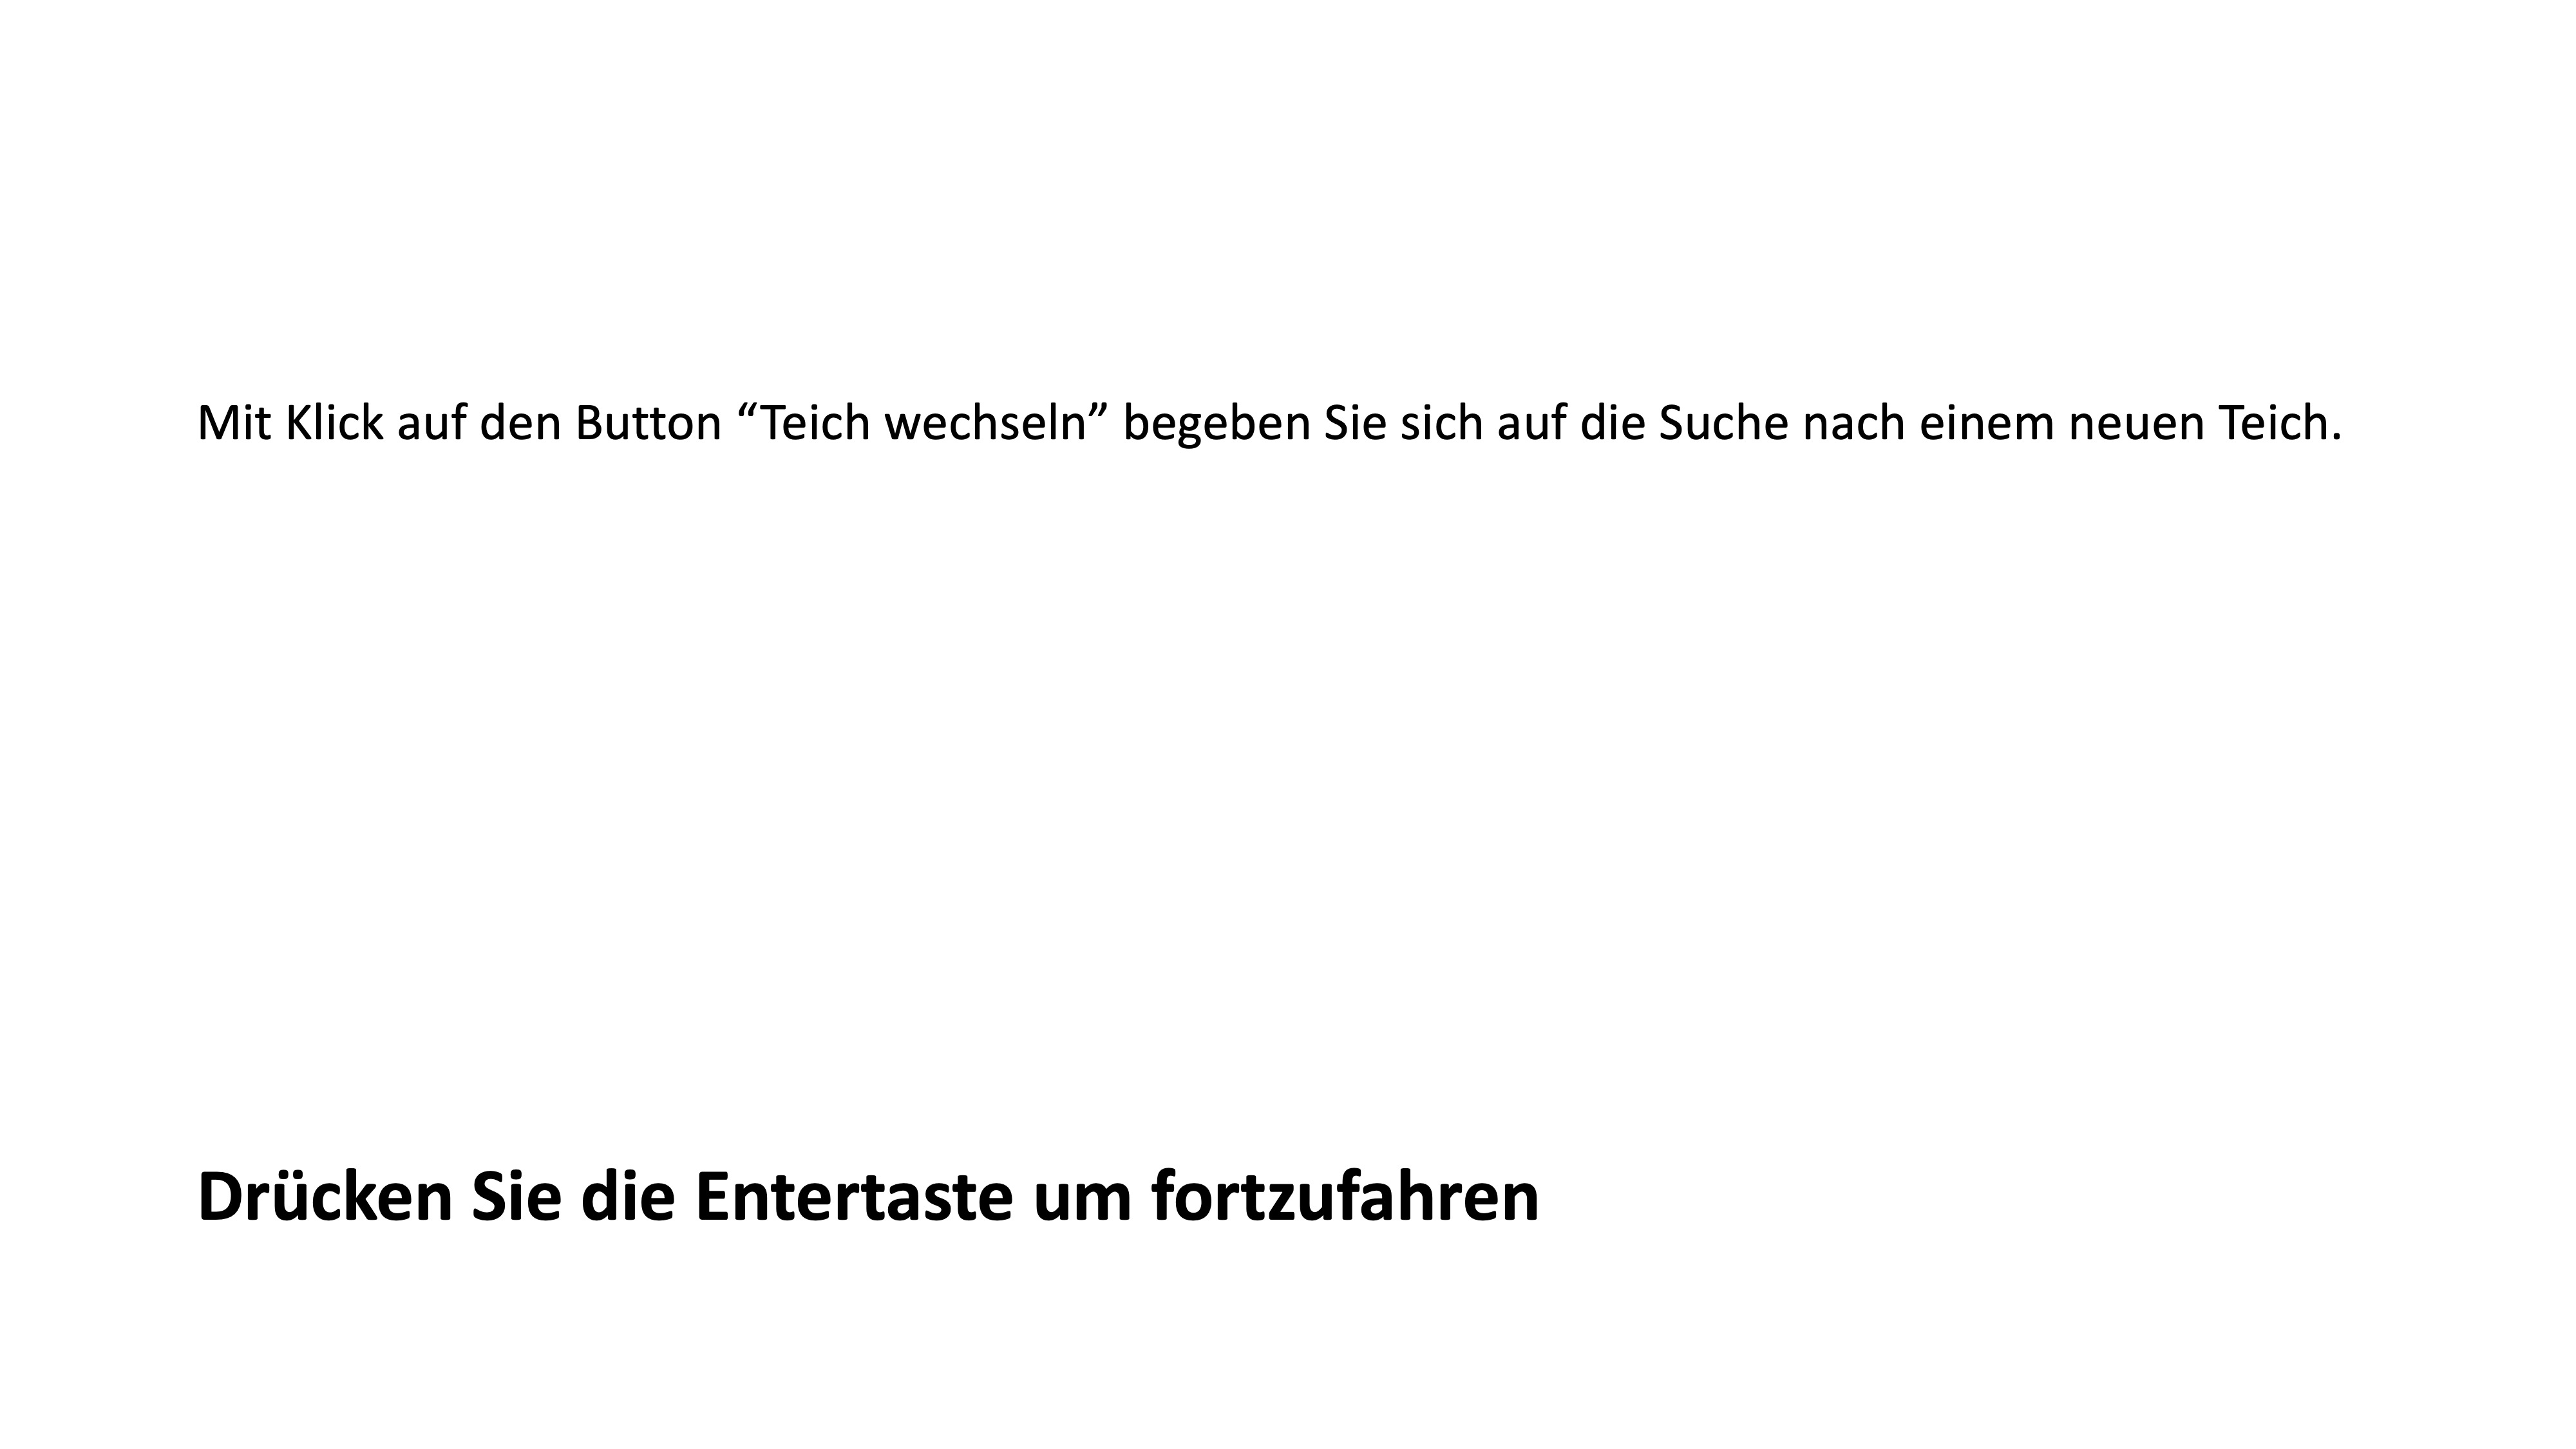 Mit Klick auf den Button “Teich wechseln” begeben Sie sich auf die Suche nach einem neuen Teich.
Drücken Sie die Entertaste um fortzufahren